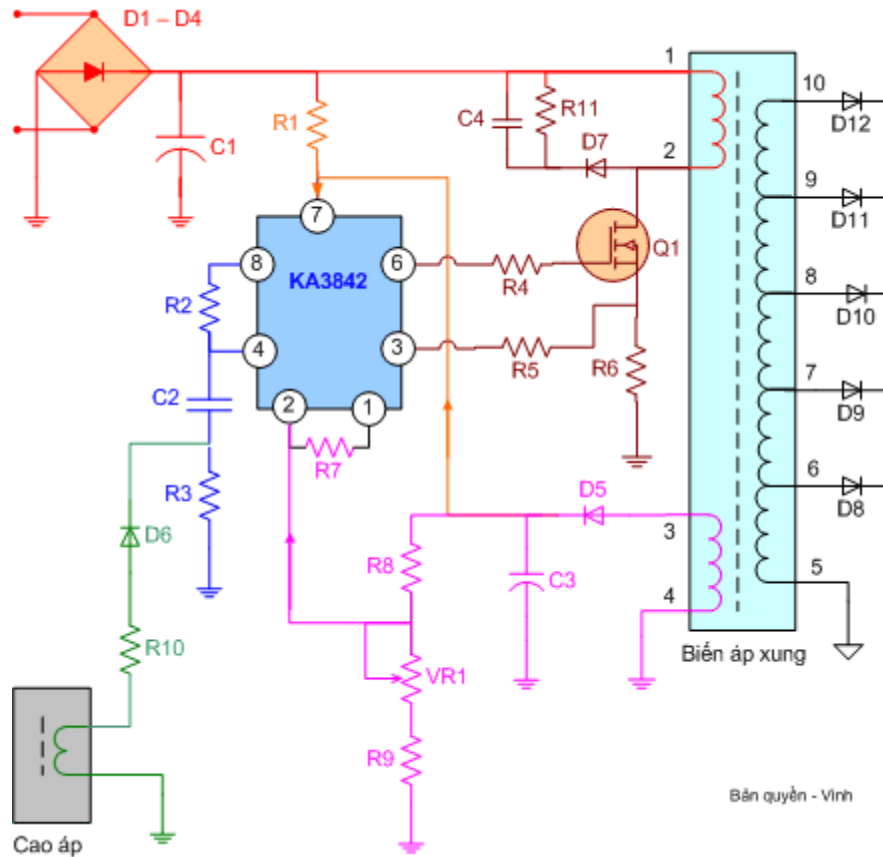 D1 – D4
1
10
R11
C4
D12
R1
C1
D7
2
9
7
D11
8
6
Q1
KA3842
R4
8
R2
D10
4
3
R5
R6
7
C2
2
1
D9
R7
6
R3
D5
D8
D6
3
R8
C3
5
4
R10
Biến áp xung
VR1
R9
Bản quyền - Vinh
Cao áp